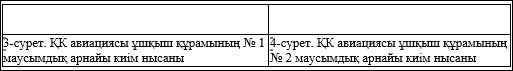 3-сурет. ҚК авиациясы ұшқыш құрамының № 1
маусымдық арнайы киім нысаны
4-сурет. ҚК авиациясы ұшқыш құрамының
№ 2 маусымдық арнайы киім нысаны